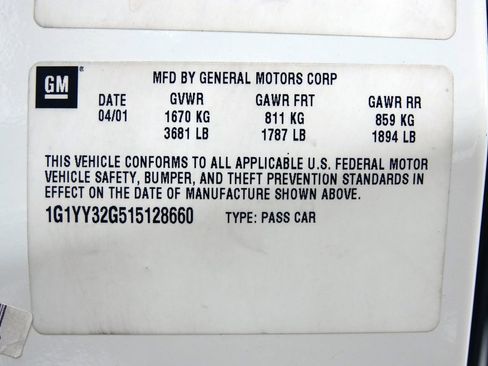 GM
MFD BY GENERAL MOTORS CORP
DATE GVWR GAWR FRT GAWR RR
04/01 1670 KG 811 KG 859 KG
3681 LB 1787 LB 1894 LB
THIS VEHICLE CONFORMS TO ALL APPLICABLE U.S. FEDERAL MOTOR
VEHICLE SAFETY, BUMPER, AND THEFT PREVENTION STANDARDS IN
EFFECT ON THE DATE OF MANUFACTURE SHOWN ABOVE.
1G1YY32G515128660 TYPE: PASS CAR